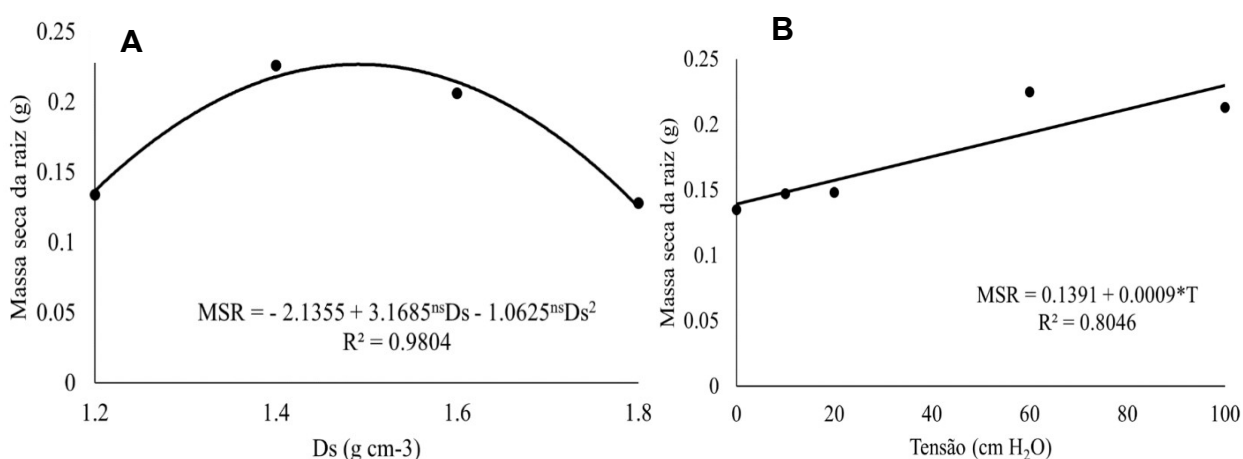 A
Massa seca da raiz (g)
0.25
0.2
0.15
0.1
0.05
0
MSR = - 2.1355 + 3.1685ⁿˢDs - 1.0625ⁿˢDs²
R² = 0.9804
1.2 1.4 1.6 1.8
Ds (g cm-3)
B
Massa seca da raiz (g)
0.25
0.2
0.15
0.1
0.05
0
MSR = 0.1391 + 0.0009*T
R² = 0.8046
0 20 40 60 80 100
Tensão (cm H₂O)